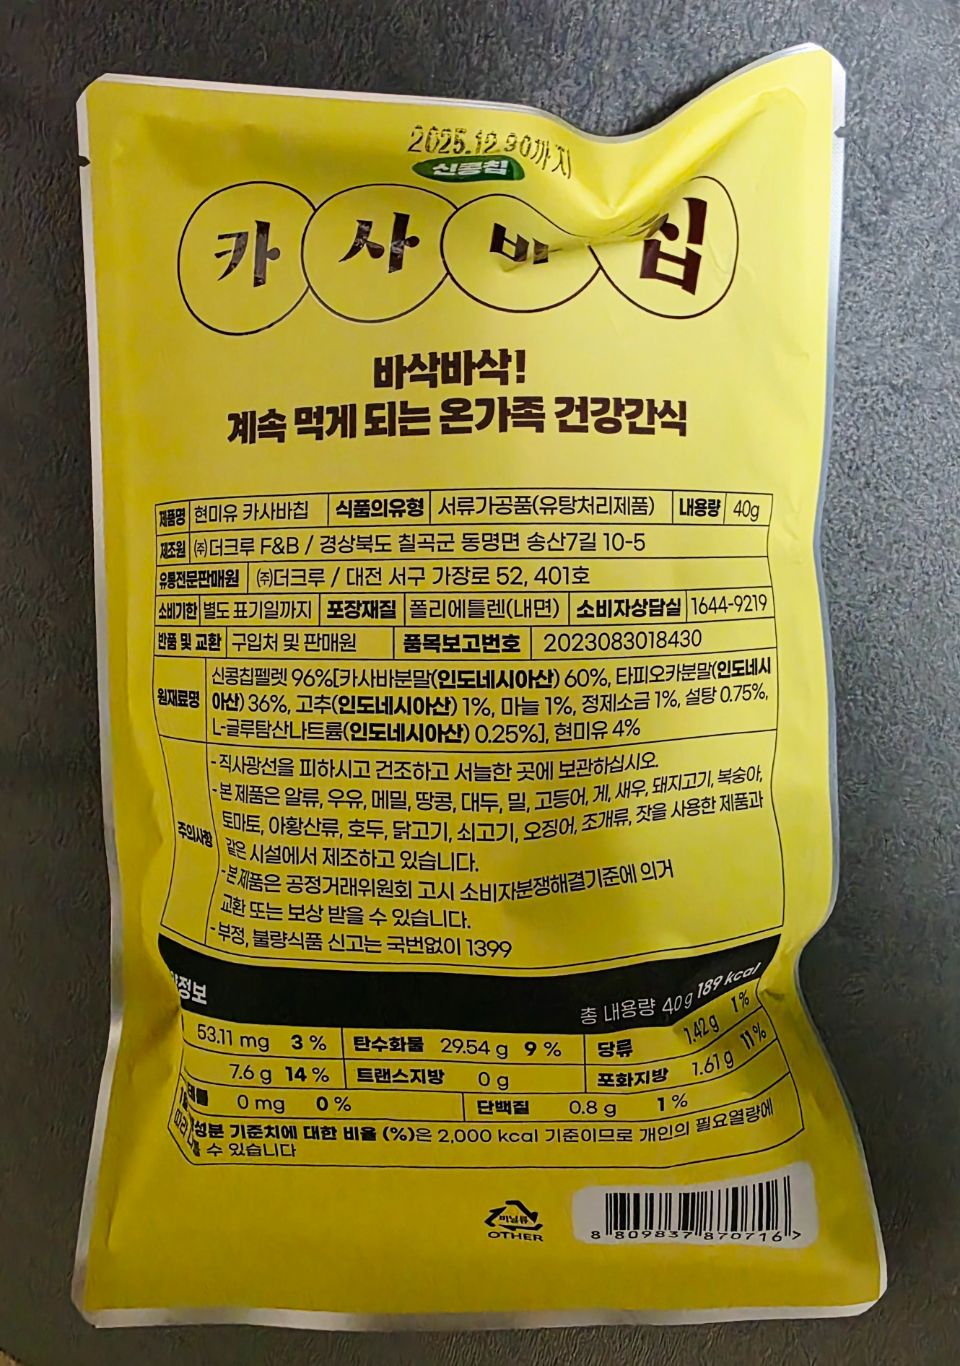 2025.12.30까지
신콩칩
카사바칩
바삭바삭!
계속 먹게 되는 온가족 건강간식
제품명 현미유 카사바칩 식품의유형 서류가공품(유탕처리제품) 내용량 40g
제조원 ㈜더크루 F&B / 경상북도 칠곡군 동명면 송산7길 10-5
유통전문판매원 ㈜더크루 / 대전 서구 가장로 52, 401호
소비기한 별도 표기일까지 포장재질 폴리에틸렌(내면) 소비자상담실 1644-9219
반품 및 교환 구입처 및 판매원 품목보고번호 2023083018430
원재료명 신콩칩펠렛 96%[카사바분말(인도네시아산) 60%, 타피오카분말(인도네시
아산) 36%, 고추(인도네시아산) 1%, 마늘 1%, 정제소금 1%, 설탕 0.75%,
L-글루탐산나트륨(인도네시아산) 0.25%], 현미유 4%
주의사항
-직사광선을 피하시고 건조하고 서늘한 곳에 보관하십시오.
-본 제품은 알류, 우유, 메밀, 땅콩, 대두, 밀, 고등어, 게, 새우, 돼지고기, 복숭아,
토마토, 아황산류, 호두, 닭고기, 쇠고기, 오징어, 조개류, 잣을 사용한 제품과
같은 시설에서 제조하고 있습니다.
-본 제품은 공정거래위원회 고시 소비자분쟁해결기준에 의거
교환 또는 보상 받을 수 있습니다.
-부정, 불량식품 신고는 국번없이 1399
정보
총 내용량 40g 189 kcal
53.11 mg 3 % 탄수화물 29.54 g 9 % 당류 1.42g 1%
7.6 g 14 % 트랜스지방 0 g 포화지방 1.61g 11%
0 mg 0 % 단백질 0.8 g 1 %
성분 기준치에 대한 비율 (%)은 2,000 kcal 기준이므로 개인의 필요열량에
수 있습니다
비닐류
OTHER
8 809837 870716 >